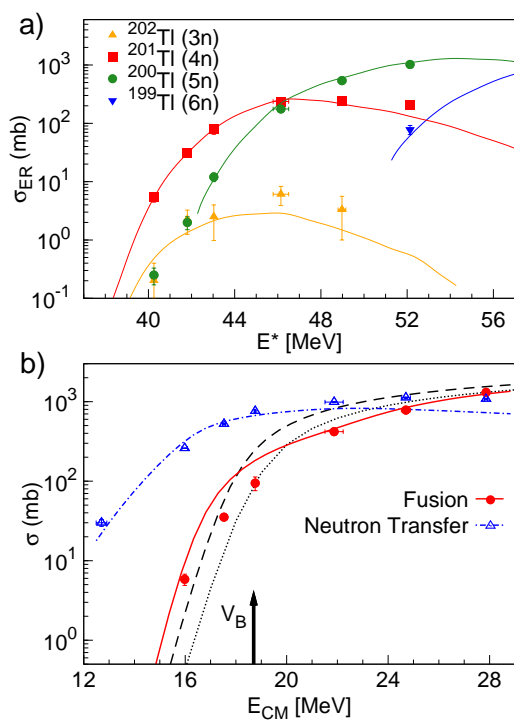 a)
²⁰²Tl (3n)
²⁰¹Tl (4n)
²⁰⁰Tl (5n)
¹⁹⁹Tl (6n)
σ_ER (mb)
10³
10²
10¹
10⁰
10⁻¹
40 44 48 52 56
E* [MeV]
b)
σ (mb)
10³
10²
10¹
10⁰
Fusion
Neutron Transfer
V_B
12 16 20 24 28
E_CM [MeV]